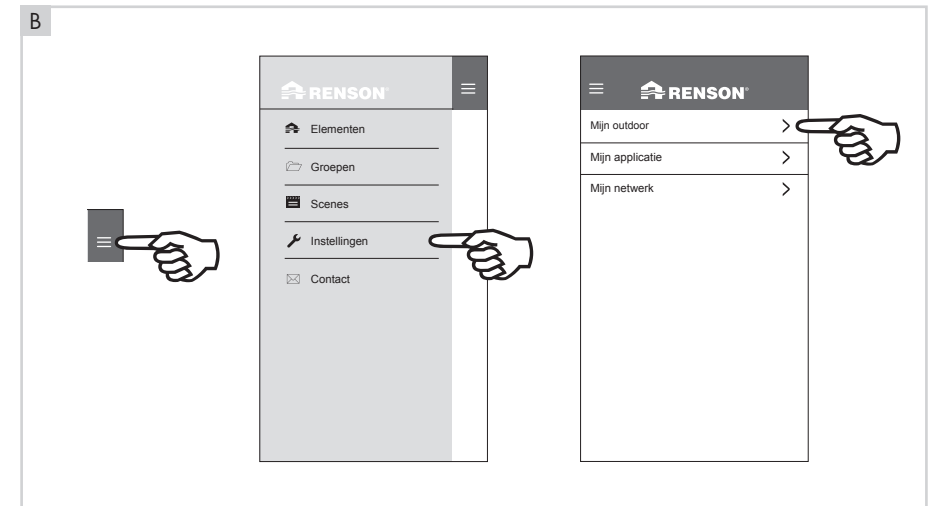 B
RENSON®
Elementen
Groepen
Scenes
Instellingen
Contact
RENSON®
Mijn outdoor
Mijn applicatie
Mijn netwerk